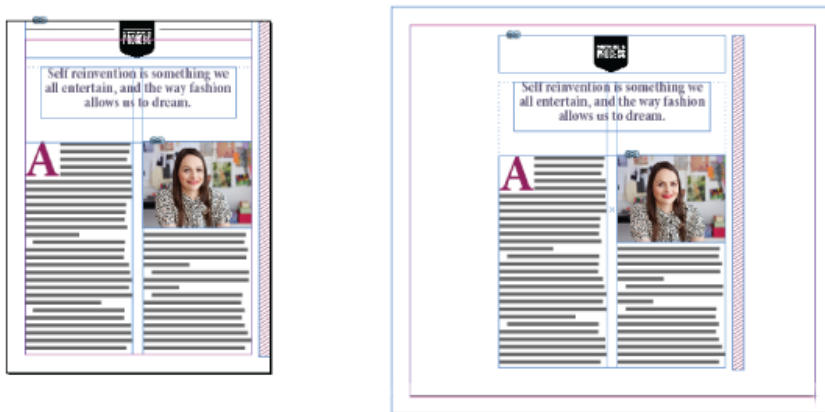 Self reinvention is something we
all entertain, and the way fashion
allows us to dream.
A
Self reinvention is something we
all entertain, and the way fashion
allows us to dream.
A